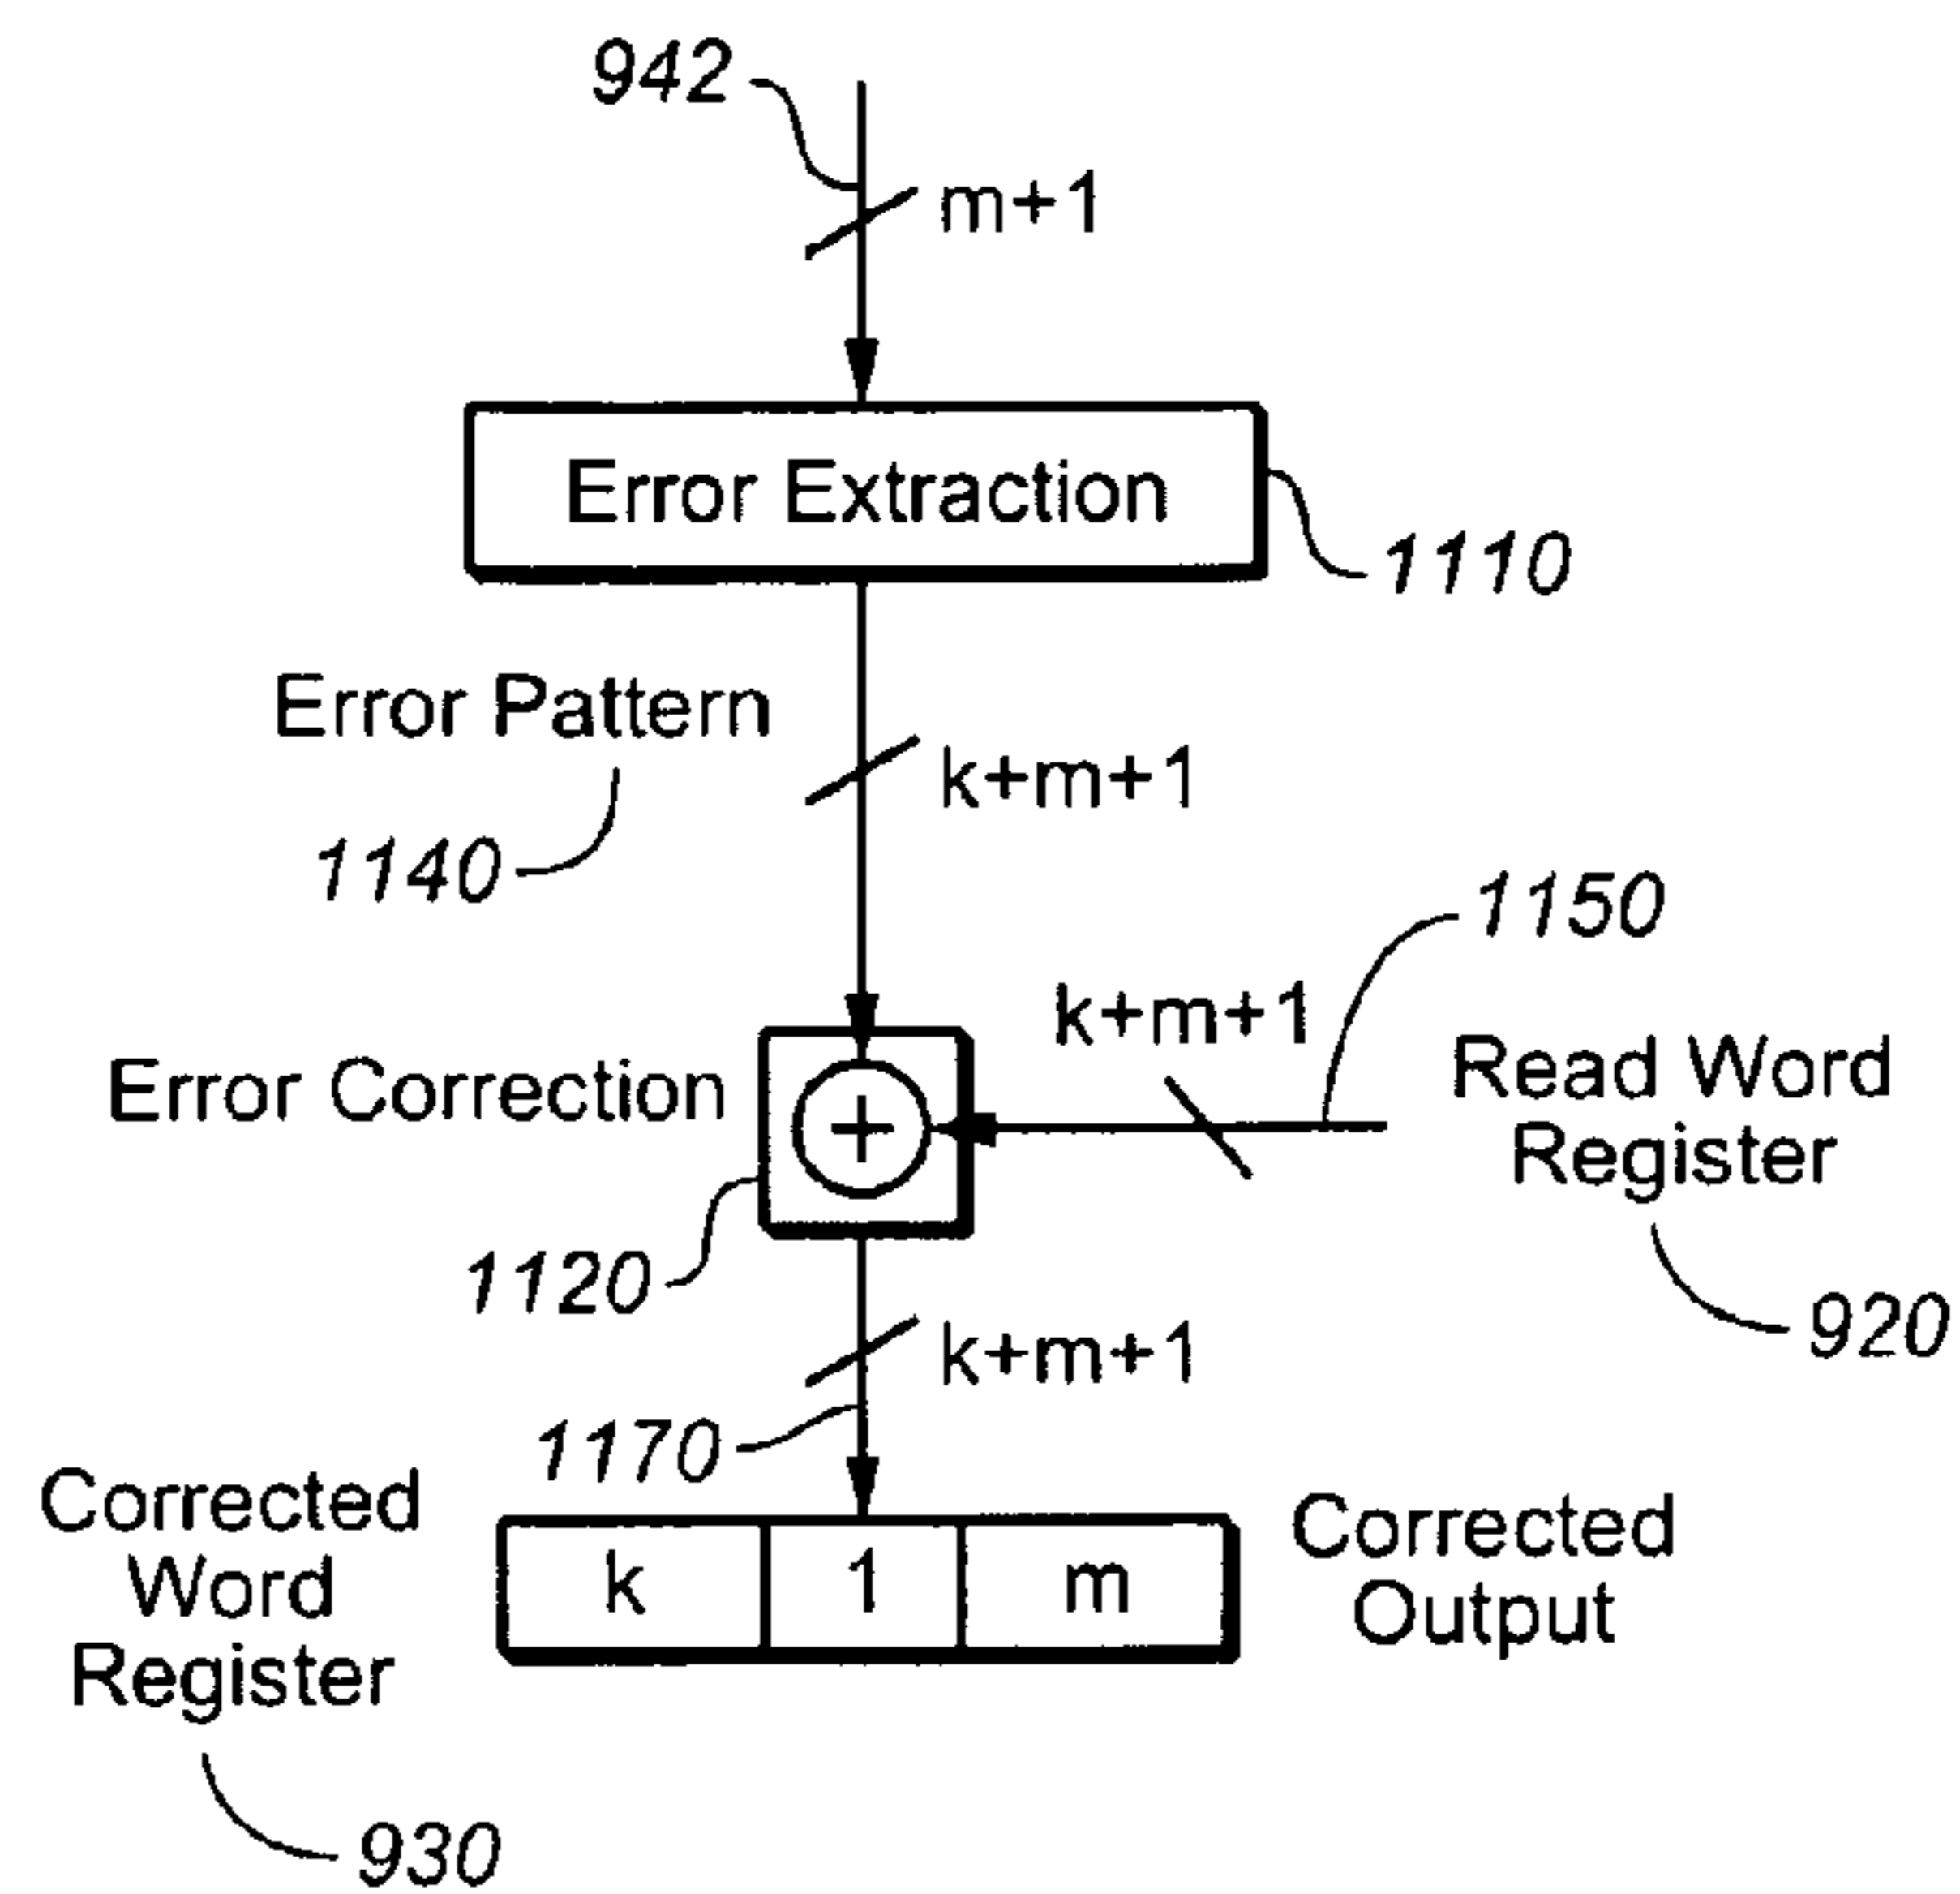 942
m+1
Error Extraction
1110
Error Pattern
k+m+1
1140
1150
k+m+1
Error Correction
+
Read Word
Register
1120
920
k+m+1
1170
Corrected
Word
Register
k 1 m
Corrected
Output
930